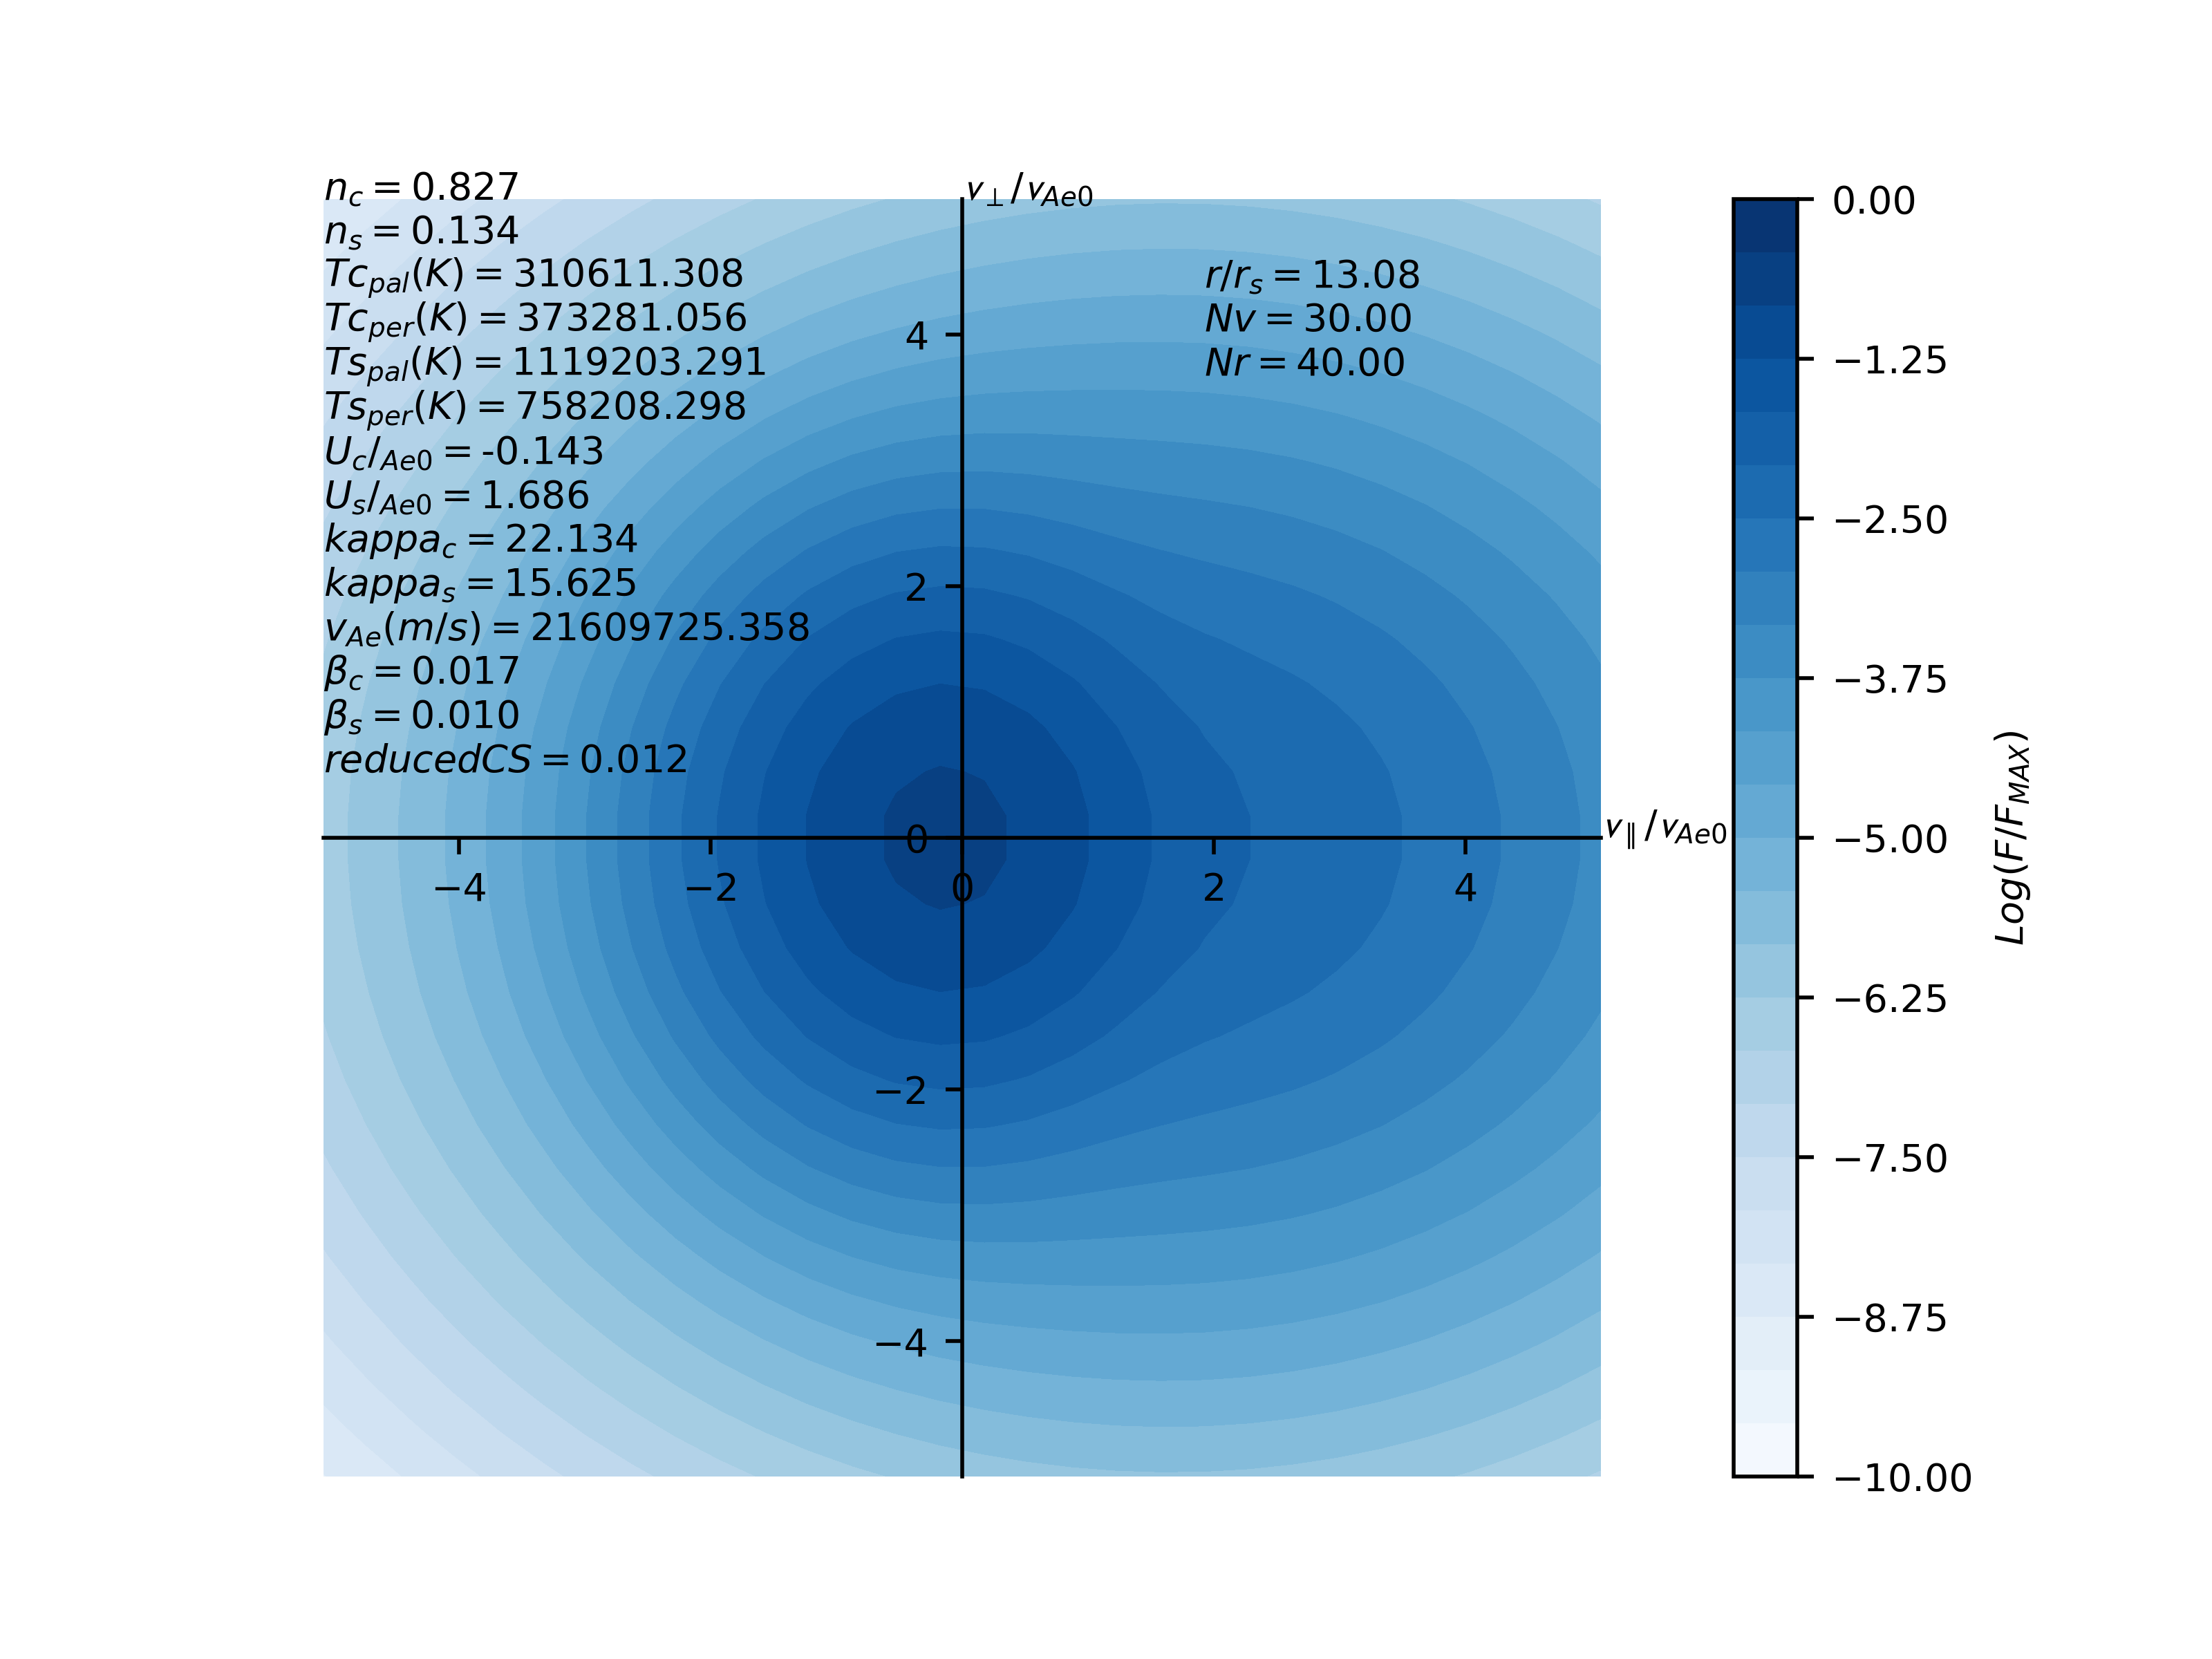 n_c = 0.827
n_s = 0.134
Tc_pal(K) = 310611.308
Tc_per(K) = 373281.056
Ts_pal(K) = 1119203.291
Ts_per(K) = 758208.298
U_c/_Ae0 = -0.143
U_s/_Ae0 = 1.686
kappa_c = 22.134
kappa_s = 15.625
v_Ae(m/s) = 21609725.358
β_c = 0.017
β_s = 0.010
reducedCS = 0.012
v_⊥/v_Ae0
r/r_s = 13.08
Nv = 30.00
Nr = 40.00
4
2
0
−2
−4
−4
−2
0
2
4
v_∥/v_Ae0
0.00
−1.25
−2.50
−3.75
−5.00
−6.25
−7.50
−8.75
−10.00
Log(F/F_MAX)